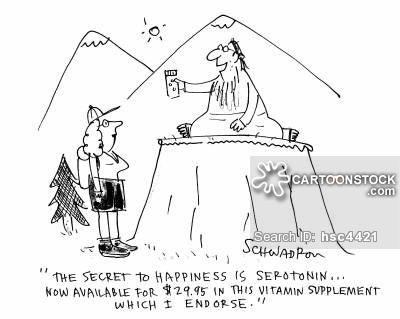 CARTOONSTOCK
.com
Search ID: hsc4421
SCHWADRON
"THE SECRET TO HAPPINESS IS SEROTONIN...
NOW AVAILABLE FOR $29.95 IN THIS VITAMIN SUPPLEMENT
WHICH I ENDORSE."